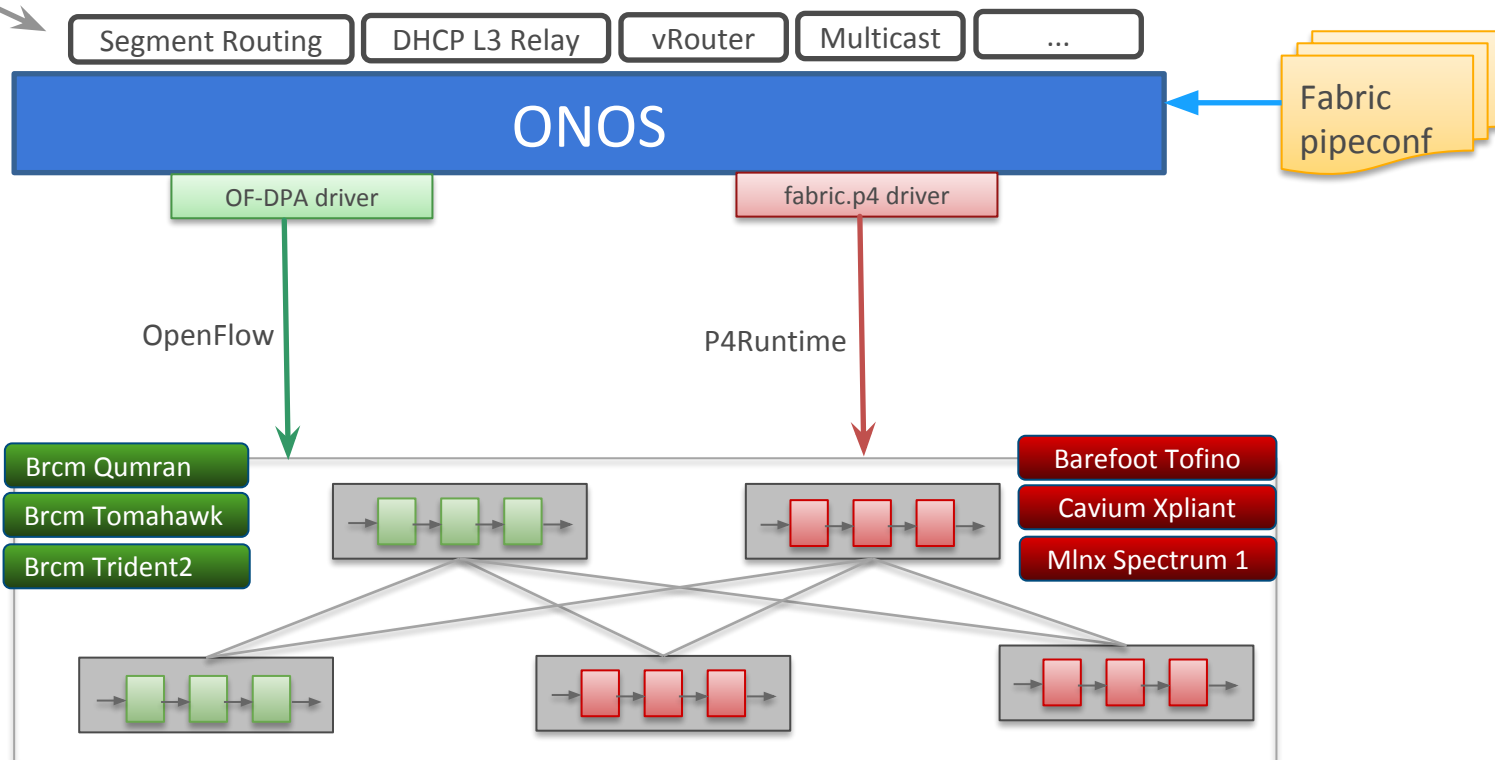 Segment Routing
DHCP L3 Relay
vRouter
Multicast
...
ONOS
Fabric
pipeconf
OF-DPA driver
fabric.p4 driver
OpenFlow
P4Runtime
Brcm Qumran
Brcm Tomahawk
Brcm Trident2
Barefoot Tofino
Cavium Xpliant
Mlnx Spectrum 1